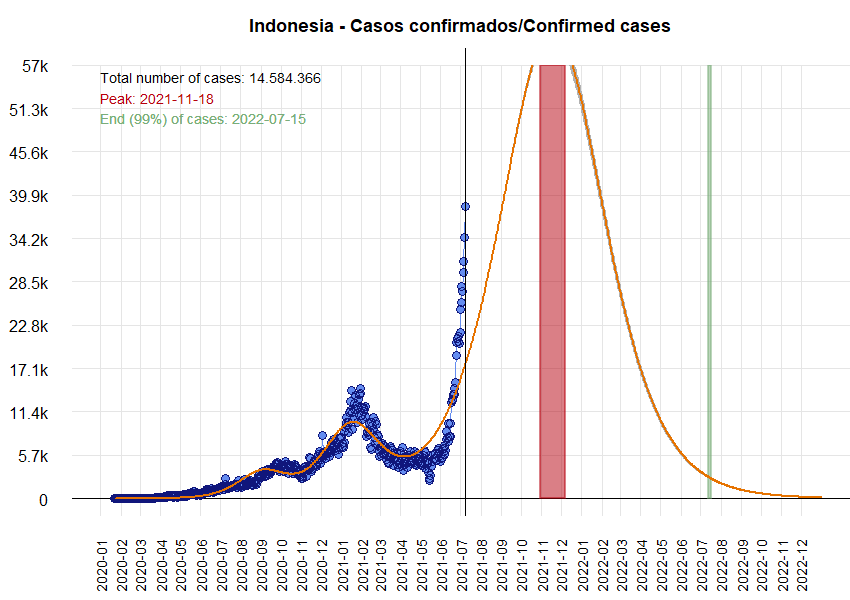 Indonesia - Casos confirmados/Confirmed cases
57k
Total number of cases: 14.584.366
Peak: 2021-11-18
End (99%) of cases: 2022-07-15
51.3k
45.6k
39.9k
34.2k
28.5k
22.8k
17.1k
11.4k
5.7k
0
2020-01
2020-02
2020-03
2020-04
2020-05
2020-06
2020-07
2020-08
2020-09
2020-10
2020-11
2020-12
2021-01
2021-02
2021-03
2021-04
2021-05
2021-06
2021-07
2021-08
2021-09
2021-10
2021-11
2021-12
2022-01
2022-02
2022-03
2022-04
2022-05
2022-06
2022-07
2022-08
2022-09
2022-10
2022-11
2022-12